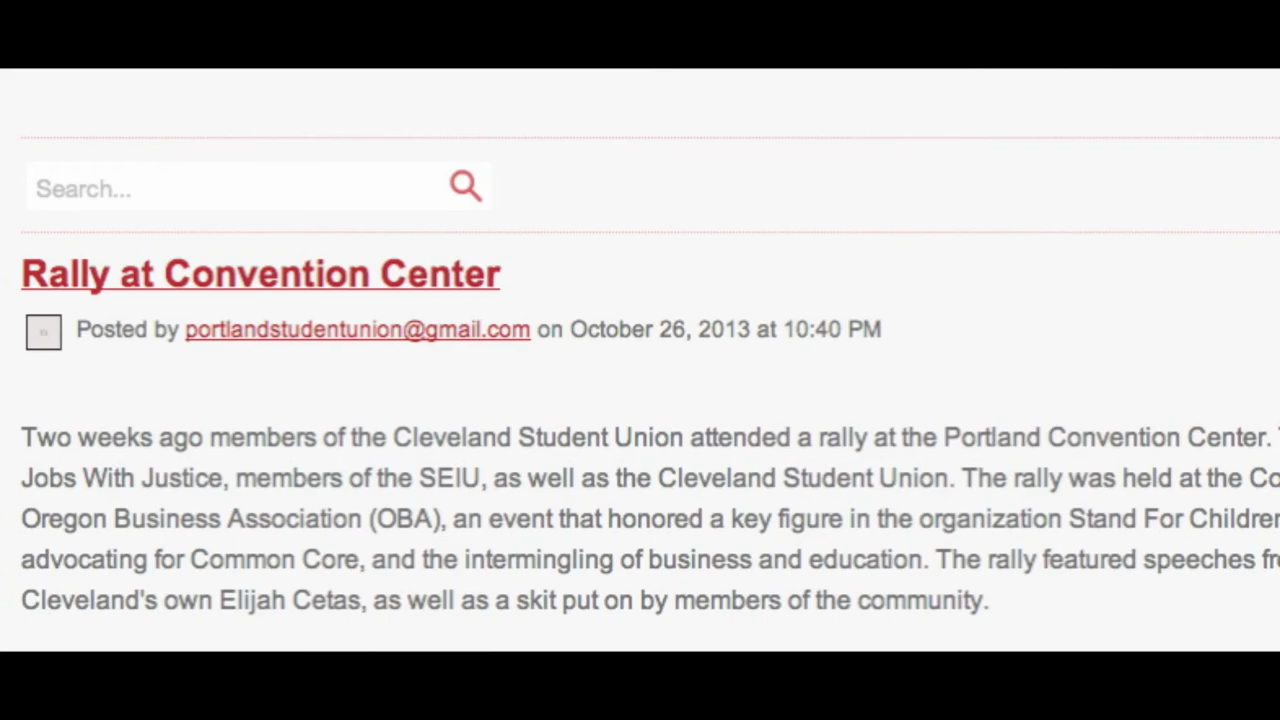 Search...
Rally at Convention Center
Posted by portlandstudentunion@gmail.com on October 26, 2013 at 10:40 PM
Two weeks ago members of the Cleveland Student Union attended a rally at the Portland Convention Center.
Jobs With Justice, members of the SEIU, as well as the Cleveland Student Union. The rally was held at the
Oregon Business Association (OBA), an event that honored a key figure in the organization Stand For Children
advocating for Common Core, and the intermingling of business and education. The rally featured speeches
Cleveland's own Elijah Cetas, as well as a skit put on by members of the community.